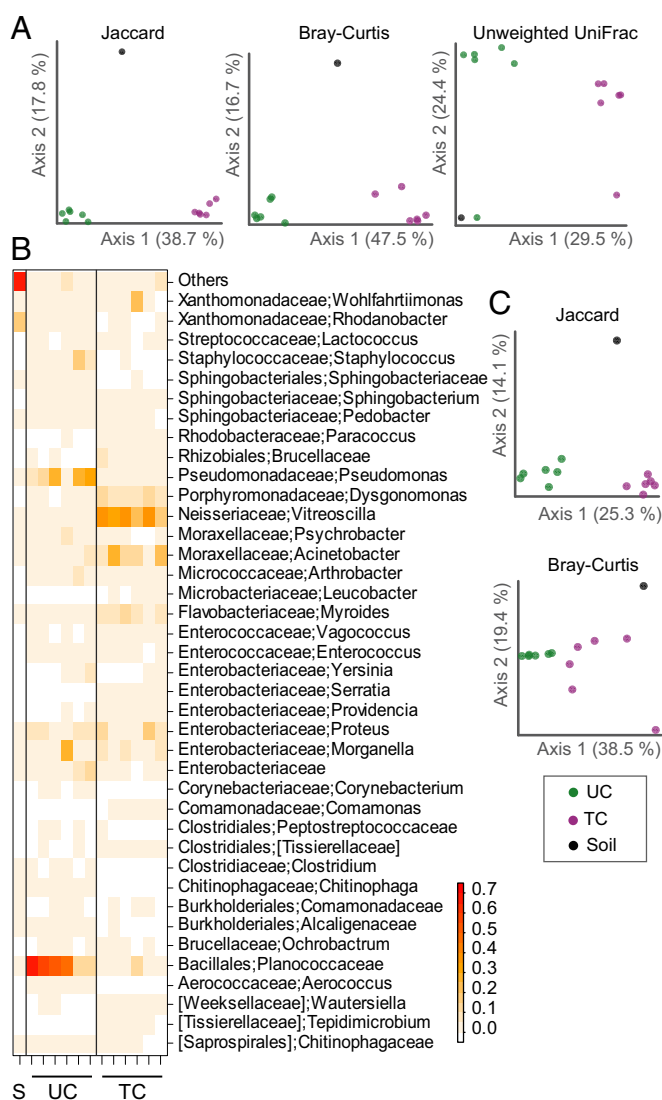 A
Jaccard
Axis 2 (17.8 %)
Axis 1 (38.7 %)
Bray-Curtis
Axis 2 (16.7 %)
Axis 1 (47.5 %)
Unweighted UniFrac
Axis 2 (24.4 %)
Axis 1 (29.5 %)
B
Others
Xanthomonadaceae;Wohlfahrtiimonas
Xanthomonadaceae;Rhodanobacter
Streptococcaceae;Lactococcus
Staphylococcaceae;Staphylococcus
Sphingobacteriales;Sphingobacteriaceae
Sphingobacteriaceae;Sphingobacterium
Sphingobacteriaceae;Pedobacter
Rhodobacteraceae;Paracoccus
Rhizobiales;Brucellaceae
Pseudomonadaceae;Pseudomonas
Porphyromonadaceae;Dysgonomonas
Neisseriaceae;Vitreoscilla
Moraxellaceae;Psychrobacter
Moraxellaceae;Acinetobacter
Micrococcaceae;Arthrobacter
Microbacteriaceae;Leucobacter
Flavobacteriaceae;Myroides
Enterococcaceae;Vagococcus
Enterococcaceae;Enterococcus
Enterobacteriaceae;Yersinia
Enterobacteriaceae;Serratia
Enterobacteriaceae;Providencia
Enterobacteriaceae;Proteus
Enterobacteriaceae;Morganella
Enterobacteriaceae
Corynebacteriaceae;Corynebacterium
Comamonadaceae;Comamonas
Clostridiales;Peptostreptococcaceae
Clostridiales;[Tissierellaceae]
Clostridiaceae;Clostridium
Chitinophagaceae;Chitinophaga
Burkholderiales;Comamonadaceae
Burkholderiales;Alcaligenaceae
Brucellaceae;Ochrobactrum
Bacillales;Planococcaceae
Aerococcaceae;Aerococcus
[Weeksellaceae];Wautersiella
[Tissierellaceae];Tepidimicrobium
[Saprospirales];Chitinophagaceae
S
UC
TC
0.7
0.6
0.5
0.4
0.3
0.2
0.1
0.0
C
Jaccard
Axis 2 (14.1 %)
Axis 1 (25.3 %)
Bray-Curtis
Axis 2 (19.4 %)
Axis 1 (38.5 %)
UC
TC
Soil